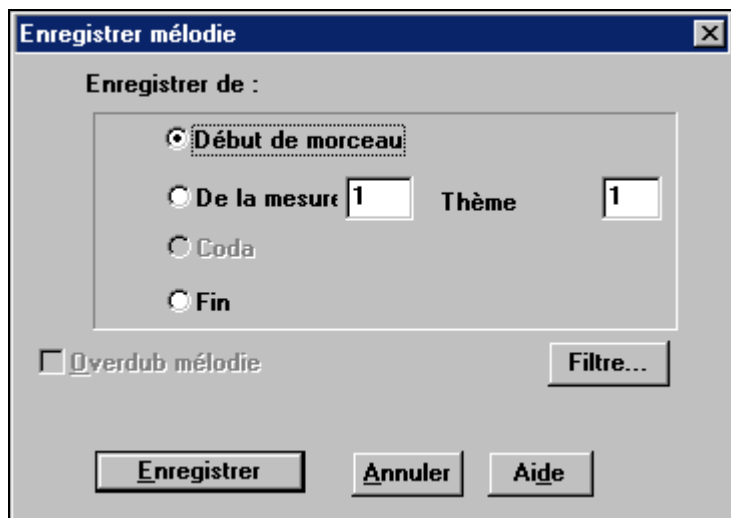 Enregistrer mélodie
Enregistrer de :
Début de morceau
De la mesure 1 Thème 1
Coda
Fin
Overdub mélodie Filtre...
Enregistrer Annuler Aide